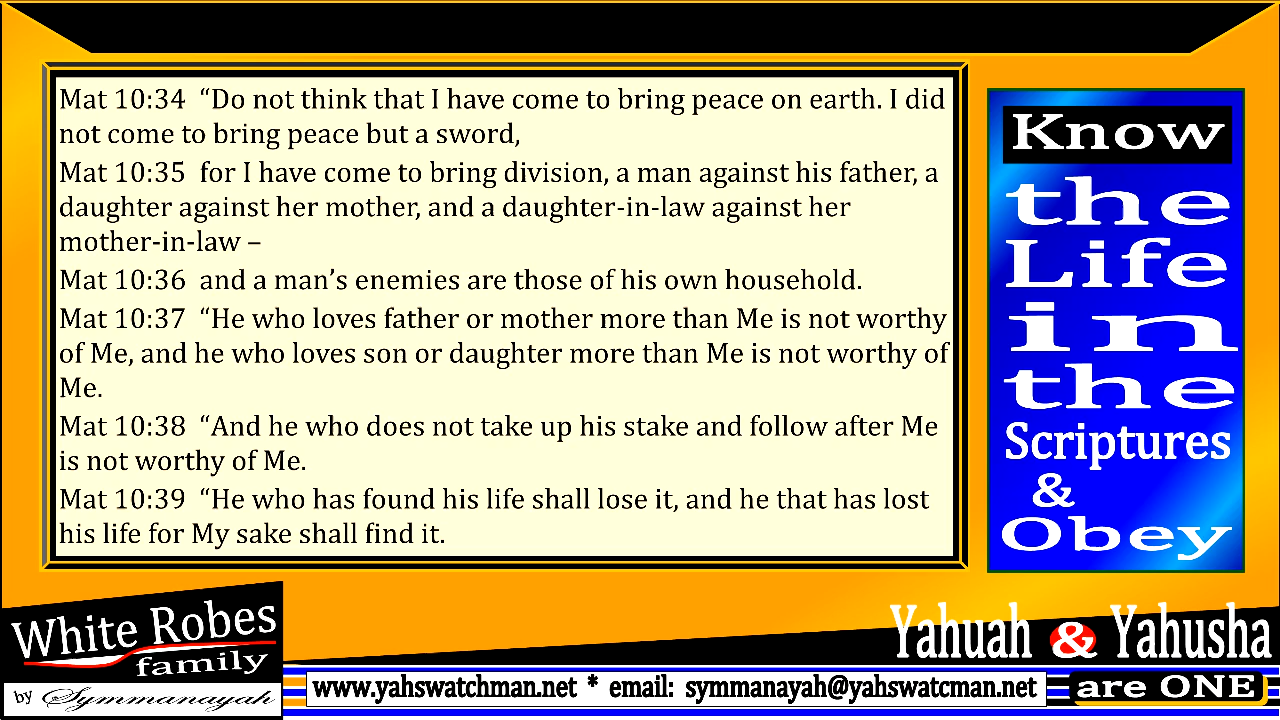 Mat 10:34 “Do not think that I have come to bring peace on earth. I did
not come to bring peace but a sword,
Mat 10:35 for I have come to bring division, a man against his father, a
daughter against her mother, and a daughter-in-law against her
mother-in-law –
Mat 10:36 and a man’s enemies are those of his own household.
Mat 10:37 “He who loves father or mother more than Me is not worthy
of Me, and he who loves son or daughter more than Me is not worthy of
Me.
Mat 10:38 “And he who does not take up his stake and follow after Me
is not worthy of Me.
Mat 10:39 “He who has found his life shall lose it, and he that has lost
his life for My sake shall find it.
Know
the
Life
in
the
Scriptures
&
Obey
White Robes
family
by Symmanayah
www.yahswatchman.net * email: symmanayah@yahswatcman.net
Yahuah & Yahusha
are ONE